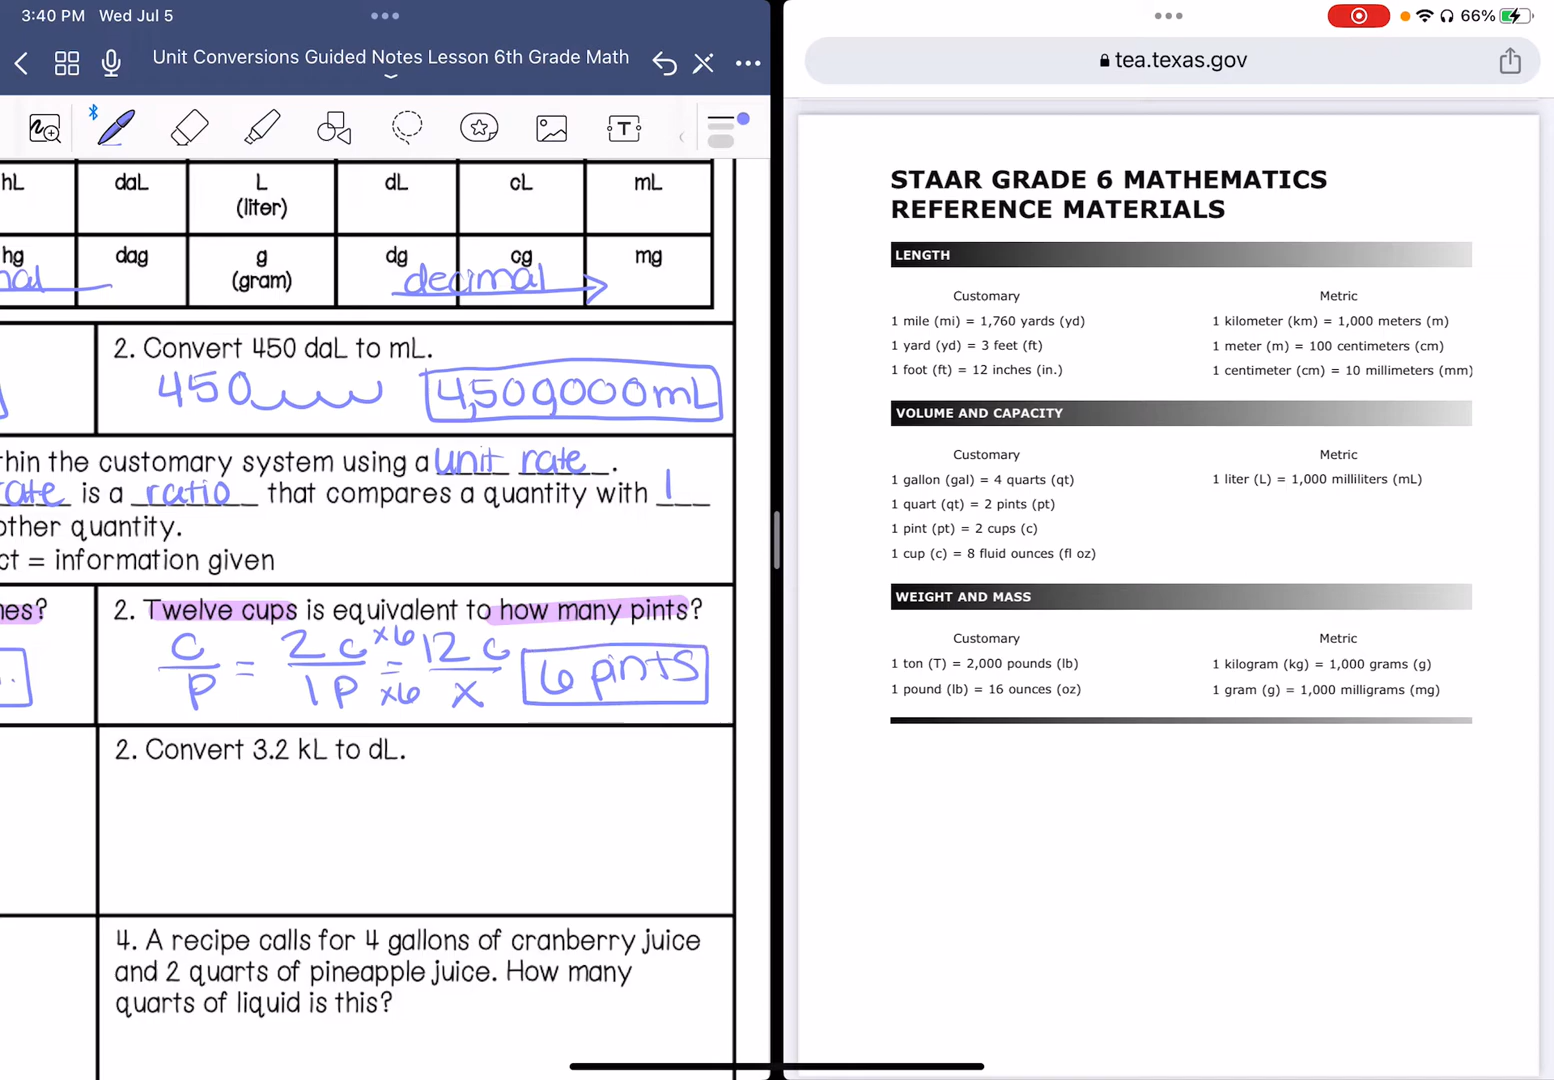 3:40 PM Wed Jul 5
Unit Conversions Guided Notes Lesson 6th Grade Math
T
hL daL L (liter) dL cL mL
hg dag g (gram) dg cg mg
decimal
2. Convert 450 daL to mL.
450 4,500,000 mL
thin the customary system using a unit rate.
rate is a ratio that compares a quantity with 1
other quantity.
ct = information given
nes?
2. Twelve cups is equivalent to how many pints?
c/p = 2 c/1 p ×6 = ×6 12 c/x 6 pints
2. Convert 3.2 kL to dL.
4. A recipe calls for 4 gallons of cranberry juice
and 2 quarts of pineapple juice. How many
quarts of liquid is this?
66%
tea.texas.gov
STAAR GRADE 6 MATHEMATICS
REFERENCE MATERIALS
LENGTH
Customary Metric
1 mile (mi) = 1,760 yards (yd) 1 kilometer (km) = 1,000 meters (m)
1 yard (yd) = 3 feet (ft) 1 meter (m) = 100 centimeters (cm)
1 foot (ft) = 12 inches (in.) 1 centimeter (cm) = 10 millimeters (mm)
VOLUME AND CAPACITY
Customary Metric
1 gallon (gal) = 4 quarts (qt) 1 liter (L) = 1,000 milliliters (mL)
1 quart (qt) = 2 pints (pt)
1 pint (pt) = 2 cups (c)
1 cup (c) = 8 fluid ounces (fl oz)
WEIGHT AND MASS
Customary Metric
1 ton (T) = 2,000 pounds (lb) 1 kilogram (kg) = 1,000 grams (g)
1 pound (lb) = 16 ounces (oz) 1 gram (g) = 1,000 milligrams (mg)